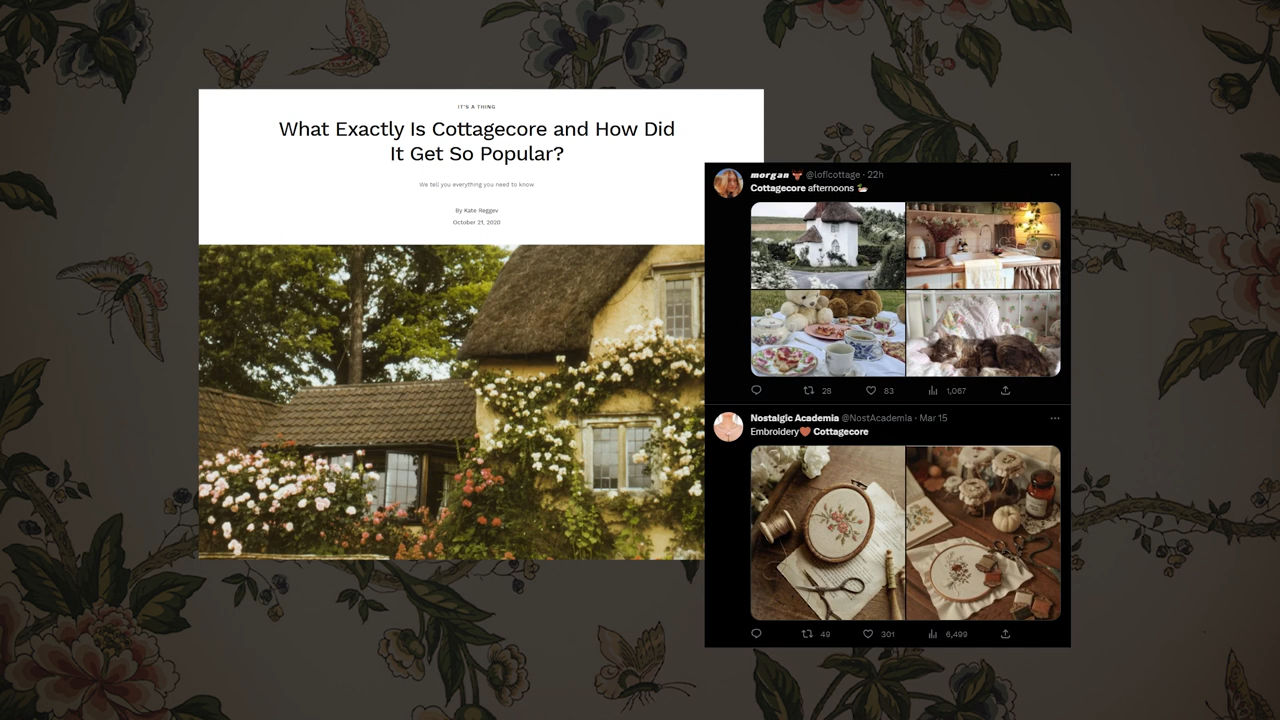 IT'S A THING
What Exactly Is Cottagecore and How Did
It Get So Popular?
We tell you everything you need to know
By Kate Reggev
October 21, 2020
morgan @loficottage · 22h
Cottagecore afternoons
28 83 1,067
Nostalgic Academia @NostAcademia · Mar 15
Embroidery❤️ Cottagecore
49 301 6,499